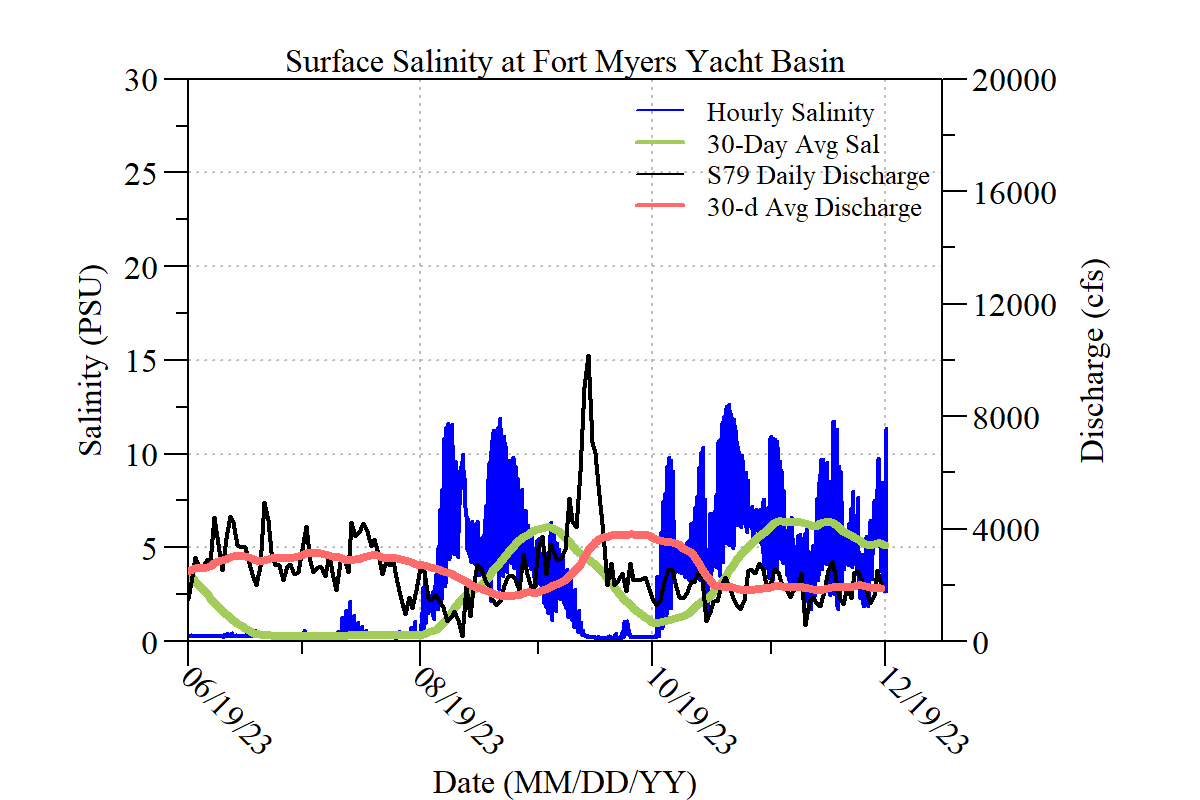 Surface Salinity at Fort Myers Yacht Basin
30
25
20
15
10
5
0
Salinity (PSU)
Hourly Salinity
30-Day Avg Sal
S79 Daily Discharge
30-d Avg Discharge
20000
16000
12000
8000
4000
0
Discharge (cfs)
06/19/23
08/19/23
10/19/23
12/19/23
Date (MM/DD/YY)